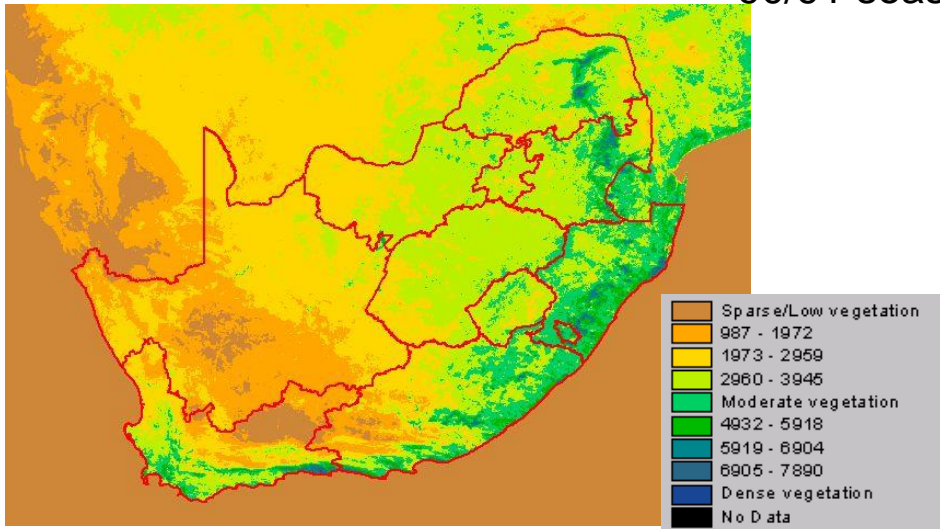 Sparse/Low vegetation
987 - 1972
1973 - 2959
2960 - 3945
Moderate vegetation
4932 - 5918
5919 - 6904
6905 - 7890
Dense vegetation
No Data